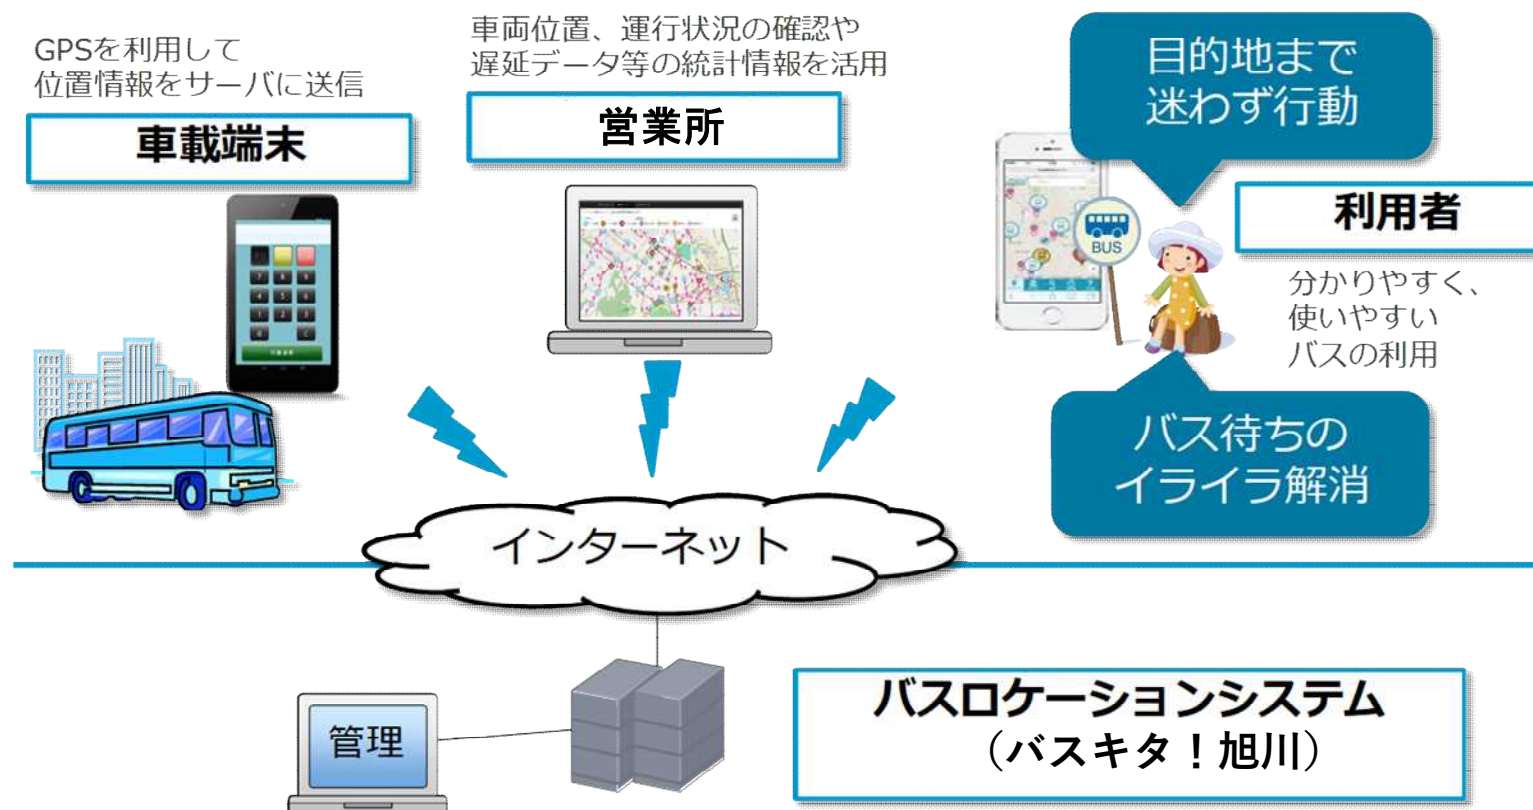 GPSを利用して
位置情報をサーバに送信
車載端末
車両位置、運行状況の確認や
遅延データ等の統計情報を活用
営業所
目的地まで
迷わず行動
BUS
利用者
分かりやすく、
使いやすい
バスの利用
バス待ちの
イライラ解消
インターネット
管理
バスロケーションシステム
（バスキタ！旭川）